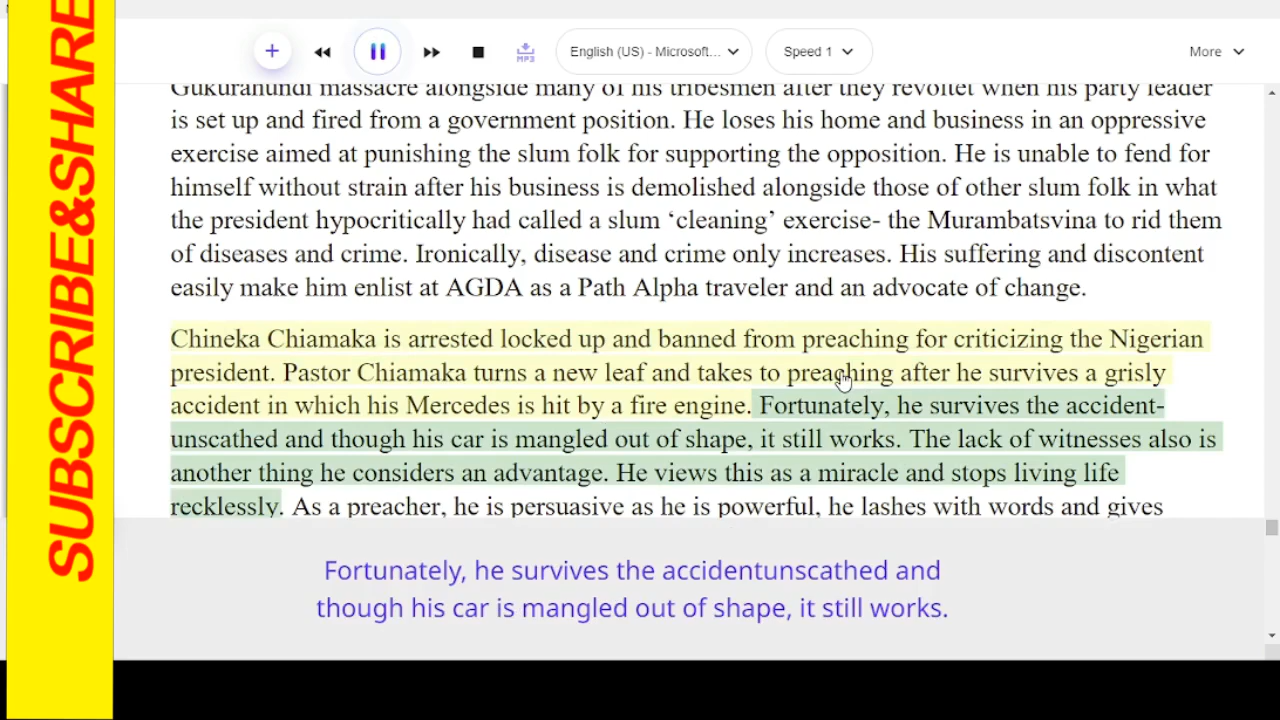 SUBSCRIBE&SHARE
MP3
English (US) - Microsoft...
Speed 1
More
Gukurahundi massacre alongside many of his tribesmen after they revoltet when his party leader
is set up and fired from a government position. He loses his home and business in an oppressive
exercise aimed at punishing the slum folk for supporting the opposition. He is unable to fend for
himself without strain after his business is demolished alongside those of other slum folk in what
the president hypocritically had called a slum ‘cleaning’ exercise- the Murambatsvina to rid them
of diseases and crime. Ironically, disease and crime only increases. His suffering and discontent
easily make him enlist at AGDA as a Path Alpha traveler and an advocate of change.
Chineka Chiamaka is arrested locked up and banned from preaching for criticizing the Nigerian
president. Pastor Chiamaka turns a new leaf and takes to preaching after he survives a grisly
accident in which his Mercedes is hit by a fire engine. Fortunately, he survives the accident-
unscathed and though his car is mangled out of shape, it still works. The lack of witnesses also is
another thing he considers an advantage. He views this as a miracle and stops living life
recklessly. As a preacher, he is persuasive as he is powerful, he lashes with words and gives
Fortunately, he survives the accidentunscathed and
though his car is mangled out of shape, it still works.